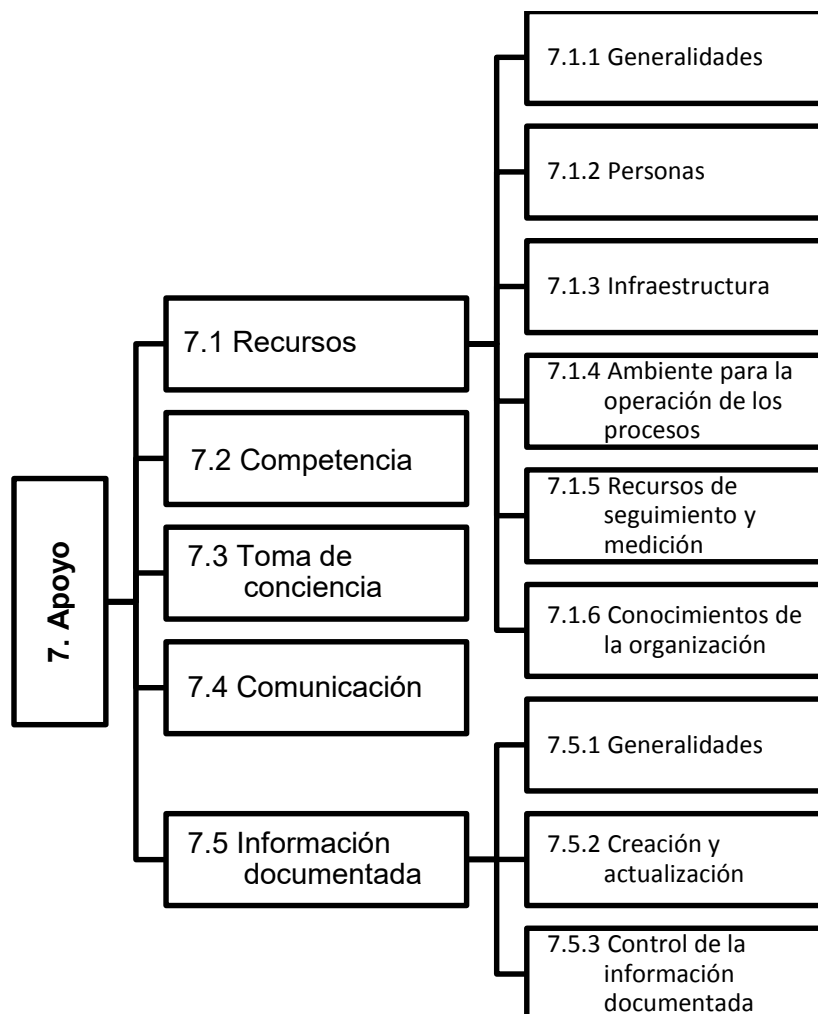 7. Apoyo
7.1 Recursos
7.2 Competencia
7.3 Toma de
conciencia
7.4 Comunicación
7.5 Información
documentada
7.1.1 Generalidades
7.1.2 Personas
7.1.3 Infraestructura
7.1.4 Ambiente para la
operación de los
procesos
7.1.5 Recursos de
seguimiento y
medición
7.1.6 Conocimientos de
la organización
7.5.1 Generalidades
7.5.2 Creación y
actualización
7.5.3 Control de la
información
documentada